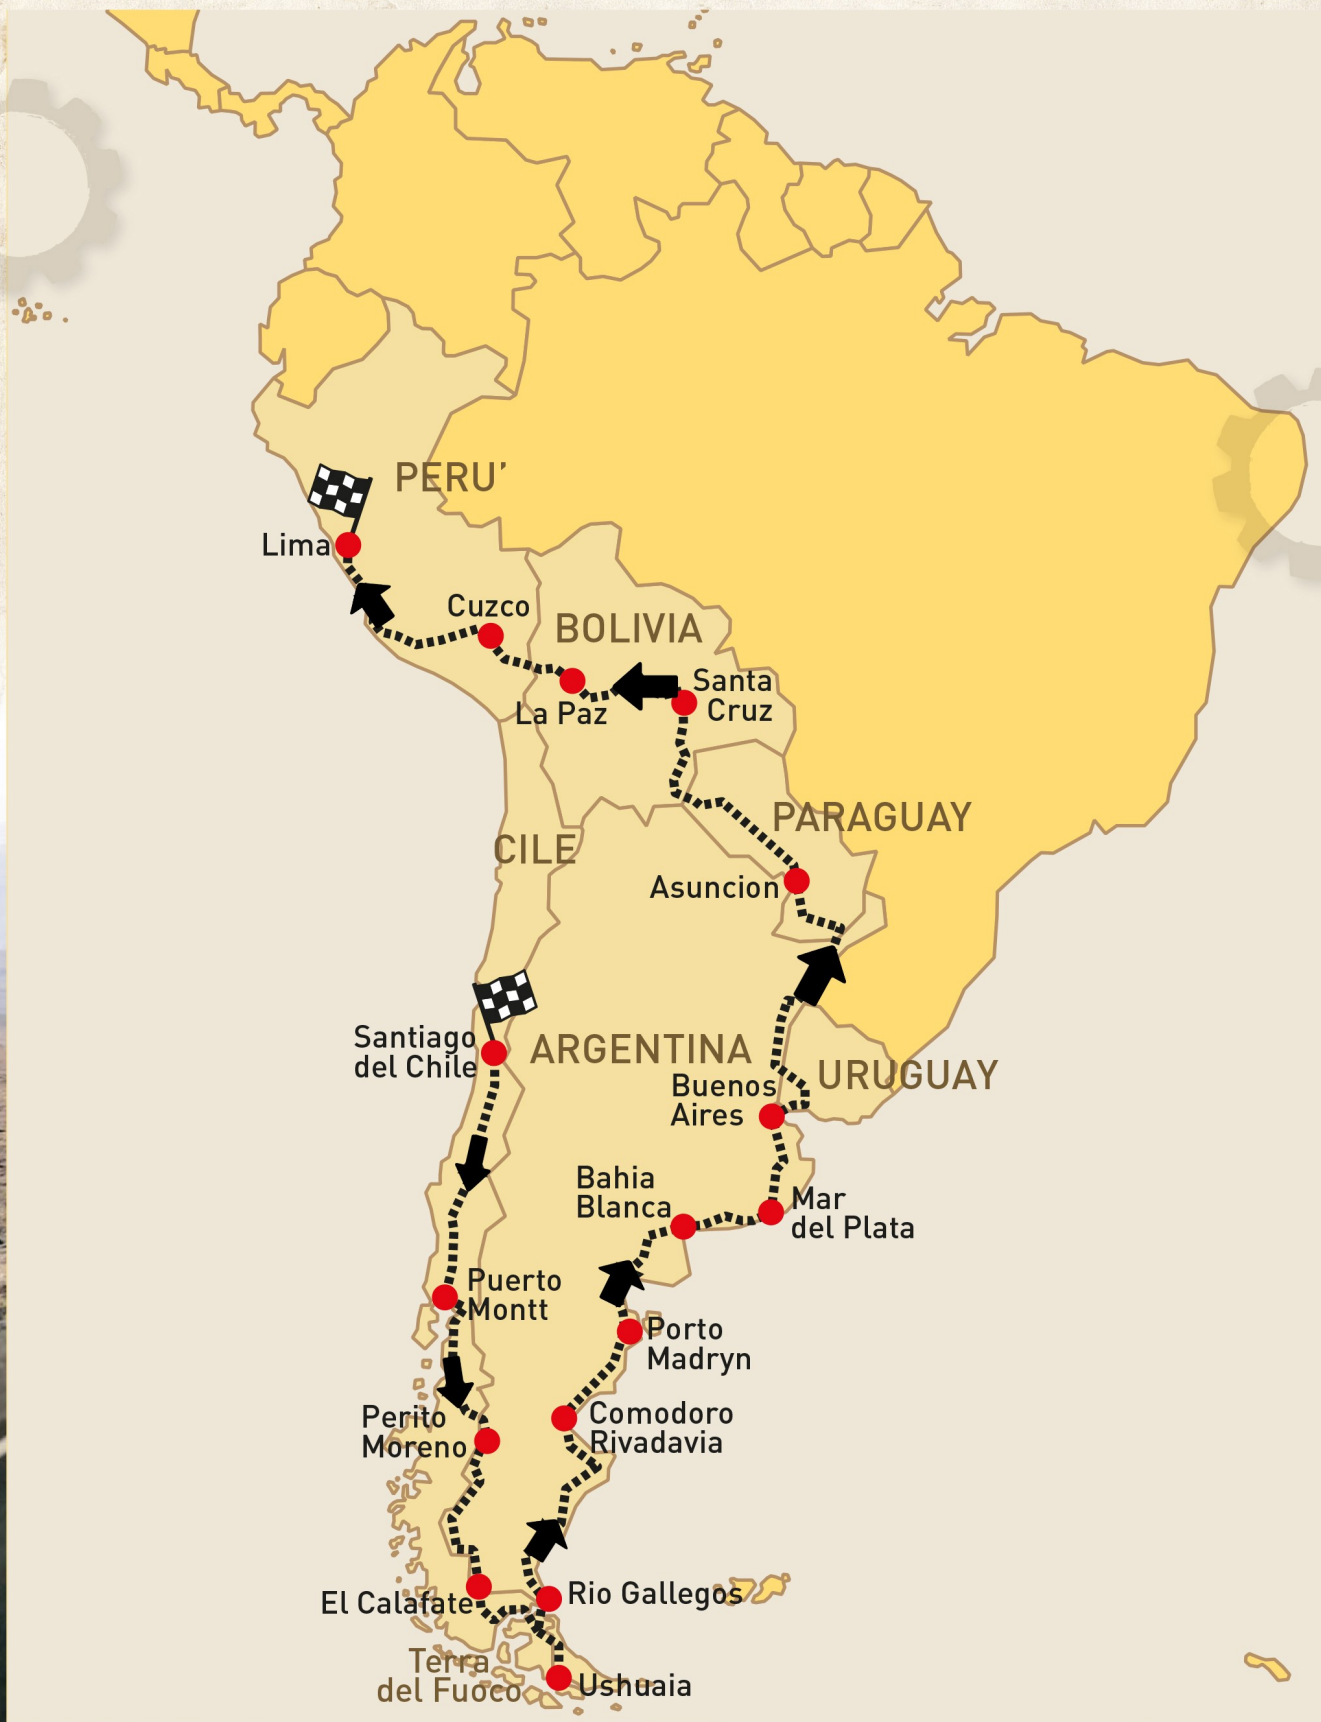 PERU'
Lima
Cuzco
BOLIVIA
Santa
Cruz
La Paz
PARAGUAY
CILE
Asuncion
Santiago
del Chile
ARGENTINA
URUGUAY
Buenos
Aires
Bahia
Blanca
Mar
del Plata
Puerto
Montt
Porto
Madryn
Perito
Moreno
Comodoro
Rivadavia
El Calafate
Rio Gallegos
Terra
del Fuoco
Ushuaia